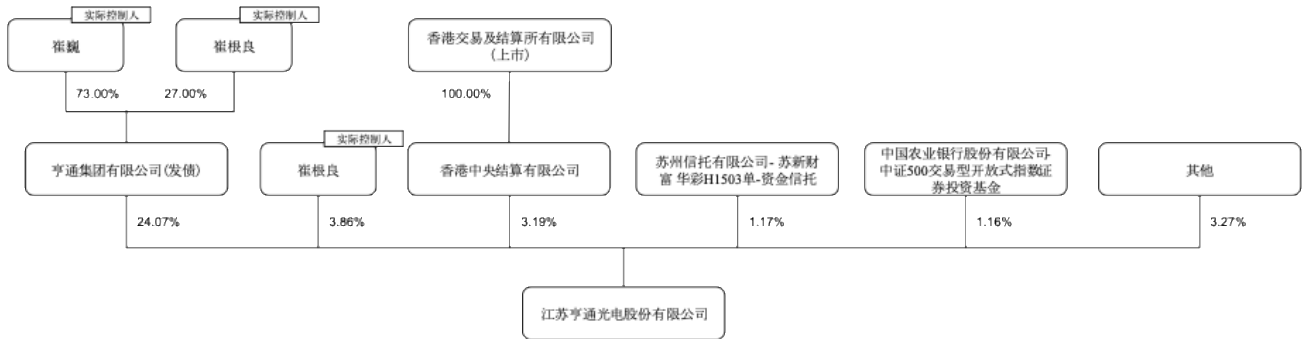 实际控制人
实际控制人
崔巍
崔根良
香港交易及结算所有限公司
(上市)
73.00%
27.00%
100.00%
实际控制人
亨通集团有限公司(发债)
崔根良
香港中央结算有限公司
苏州信托有限公司- 苏新财
富 华彩H1503单-资金信托
中国农业银行股份有限公司-
中证500交易型开放式指数证
券投资基金
其他
24.07%
3.86%
3.19%
1.17%
1.16%
3.27%
江苏亨通光电股份有限公司